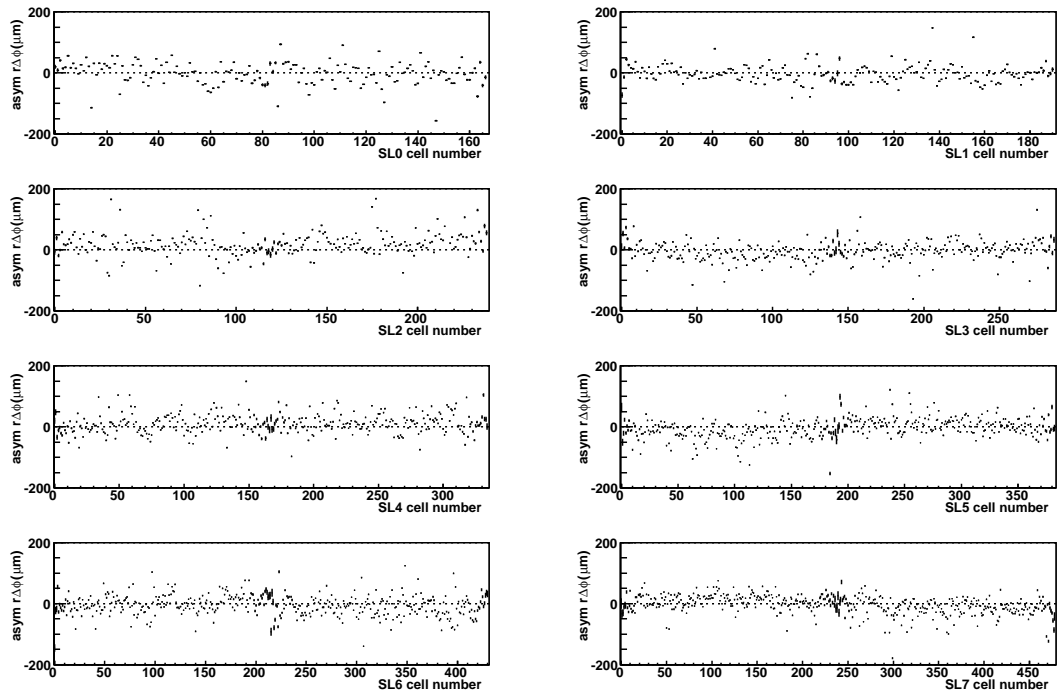 asym rΔϕ(μm)
200
0
-200
0 20 40 60 80 100 120 140 160
SL0 cell number
asym rΔϕ(μm)
200
0
-200
0 20 40 60 80 100 120 140 160 180
SL1 cell number
asym rΔϕ(μm)
200
0
-200
0 50 100 150 200
SL2 cell number
asym rΔϕ(μm)
200
0
-200
0 50 100 150 200 250
SL3 cell number
asym rΔϕ(μm)
200
0
-200
0 50 100 150 200 250 300
SL4 cell number
asym rΔϕ(μm)
200
0
-200
0 50 100 150 200 250 300 350
SL5 cell number
asym rΔϕ(μm)
200
0
-200
0 50 100 150 200 250 300 350 400
SL6 cell number
asym rΔϕ(μm)
200
0
-200
0 50 100 150 200 250 300 350 400 450
SL7 cell number